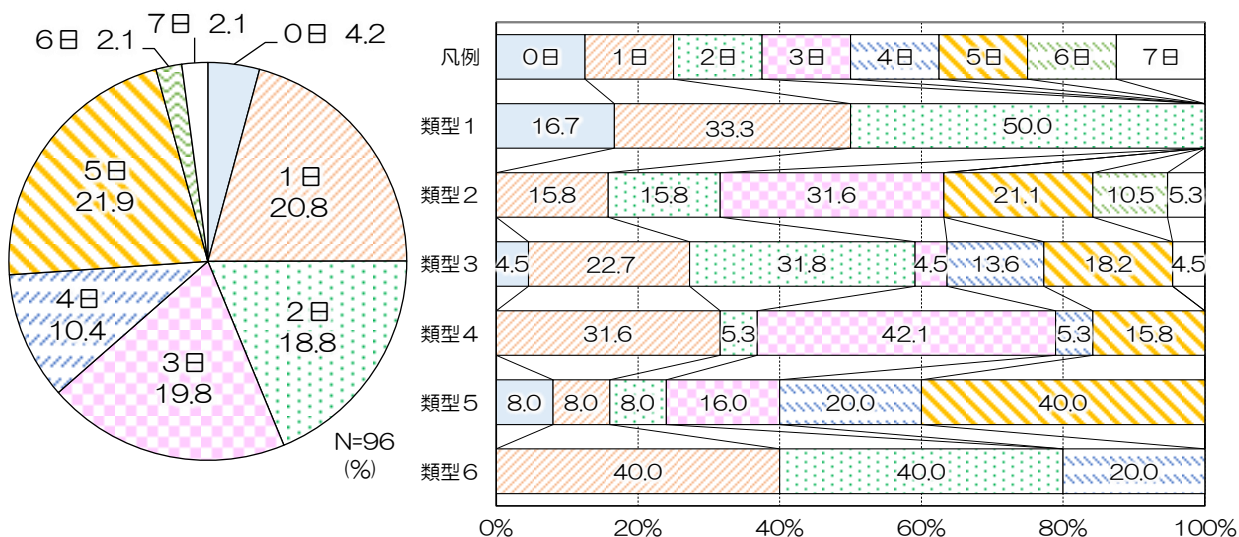 7日 2.1
6日 2.1
0日 4.2
1日
20.8
2日
18.8
3日
19.8
4日
10.4
5日
21.9
N=96
(%)
凡例 0日 1日 2日 3日 4日 5日 6日 7日
類型1 16.7 33.3 50.0
類型2 15.8 15.8 31.6 21.1 10.5 5.3
類型3 4.5 22.7 31.8 4.5 13.6 18.2 4.5
類型4 31.6 5.3 42.1 5.3 15.8
類型5 8.0 8.0 8.0 16.0 20.0 40.0
類型6 40.0 40.0 20.0
0% 20% 40% 60% 80% 100%